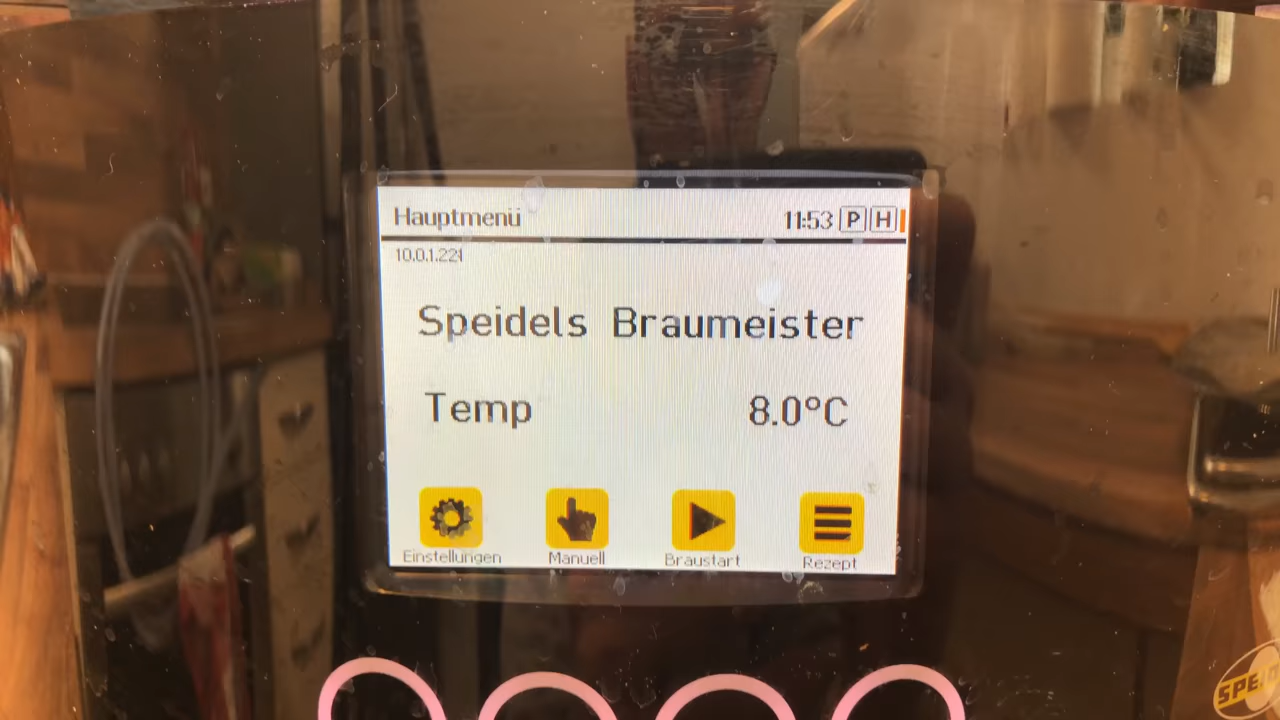 Hauptmenü 11:53 P H
10.0.1.221
Speidels Braumeister
Temp 8.0°C
Einstellungen Manuell Braustart Rezept